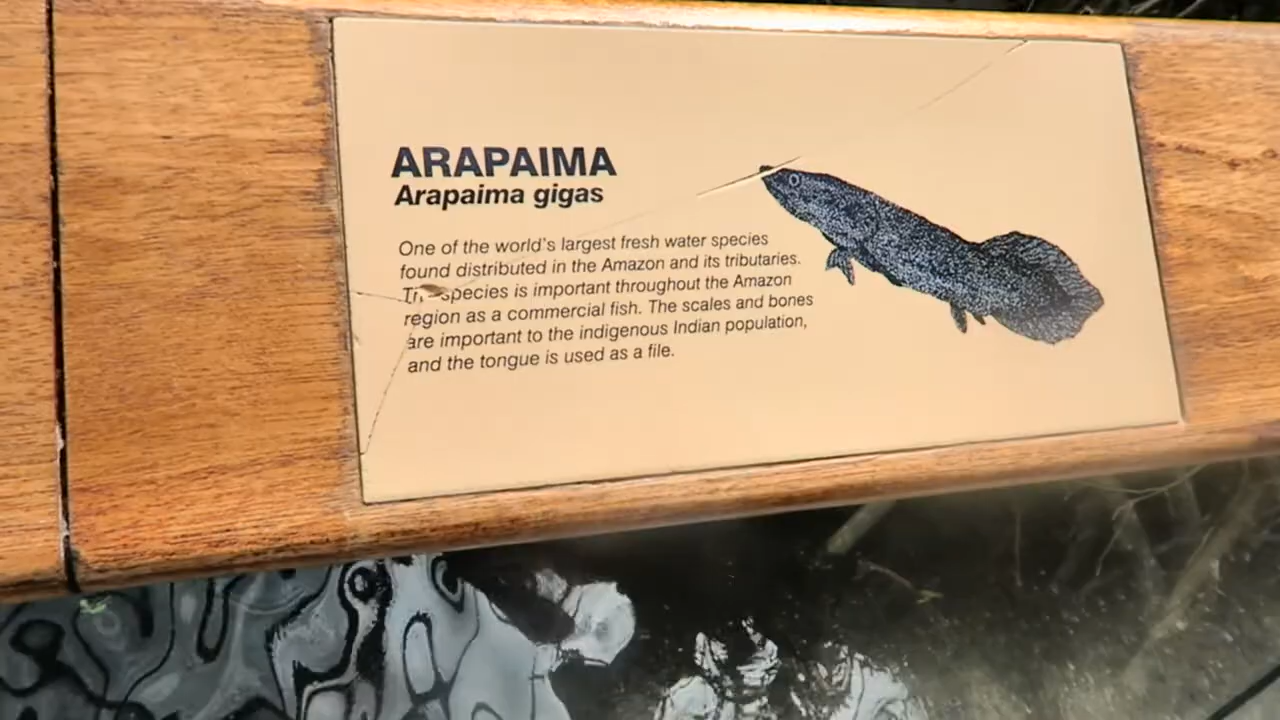 ARAPAIMA
Arapaima gigas
One of the world's largest fresh water species
found distributed in the Amazon and its tributaries.
species is important throughout the Amazon
region as a commercial fish. The scales and bones
are important to the indigenous Indian population,
and the tongue is used as a file.